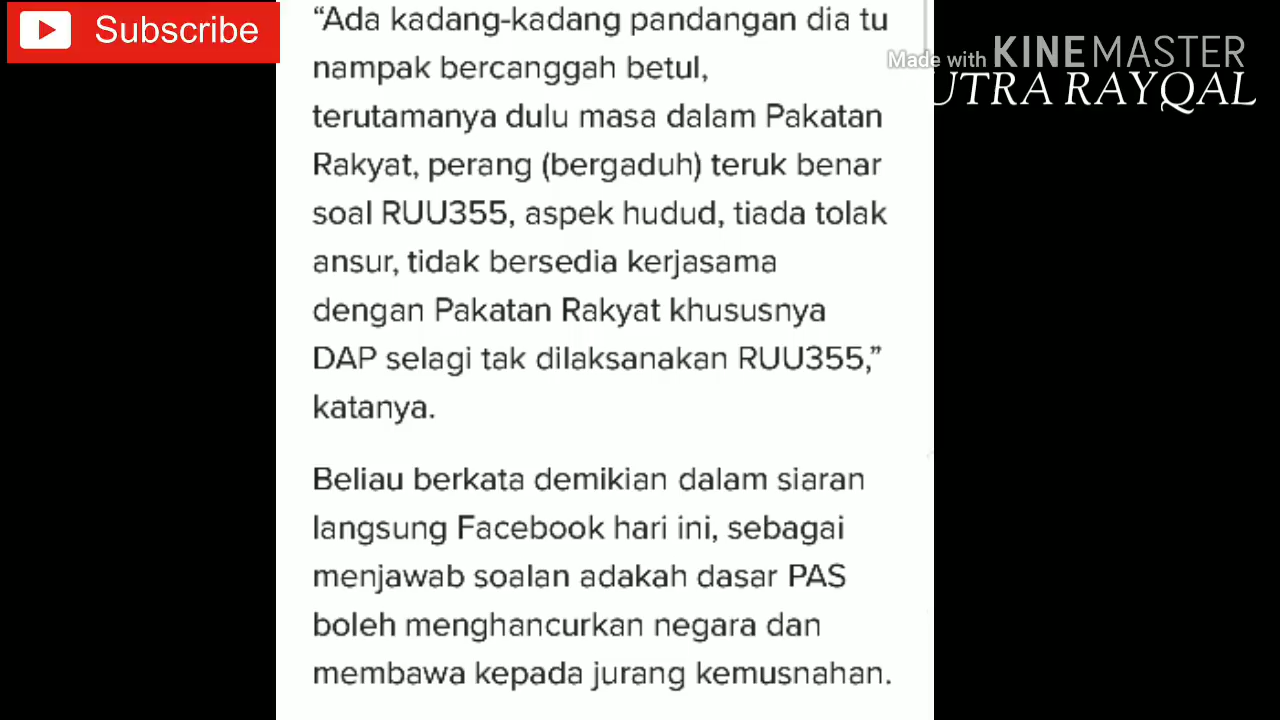 Subscribe
Made with KINEMASTER
UTRA RAYQAL
“Ada kadang-kadang pandangan dia tu
nampak bercanggah betul,
terutamanya dulu masa dalam Pakatan
Rakyat, perang (bergaduh) teruk benar
soal RUU355, aspek hudud, tiada tolak
ansur, tidak bersedia kerjasama
dengan Pakatan Rakyat khususnya
DAP selagi tak dilaksanakan RUU355,”
katanya.
Beliau berkata demikian dalam siaran
langsung Facebook hari ini, sebagai
menjawab soalan adakah dasar PAS
boleh menghancurkan negara dan
membawa kepada jurang kemusnahan.